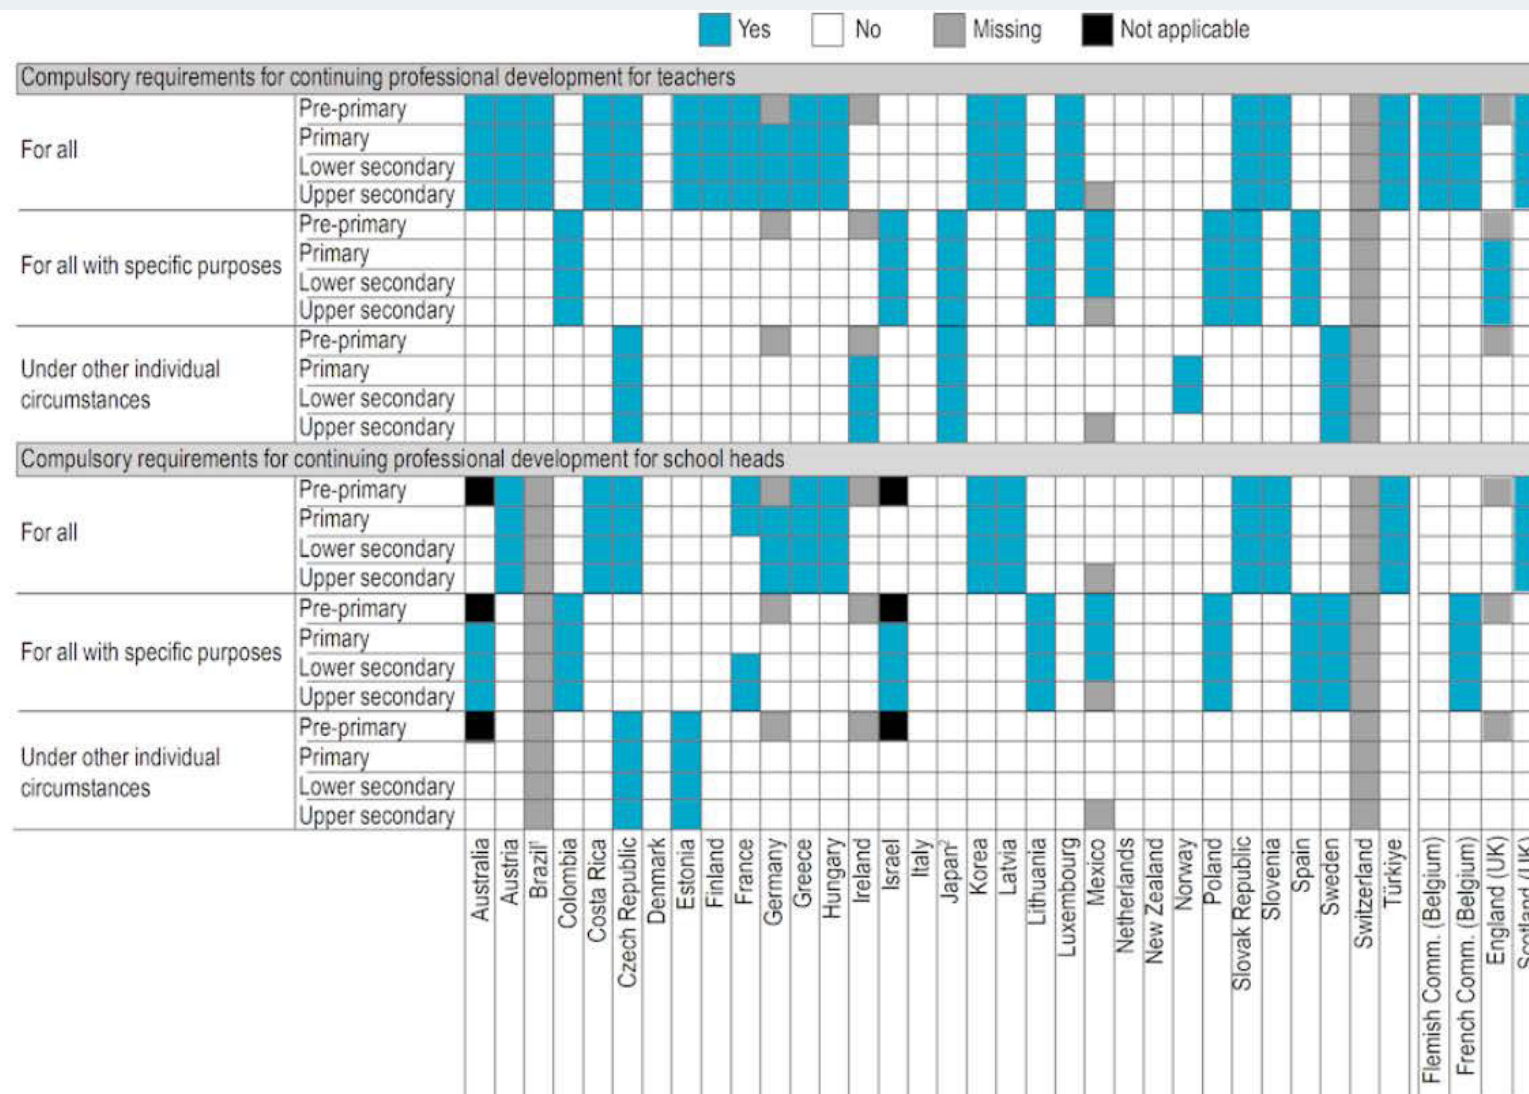 Yes No Missing Not applicable
Compulsory requirements for continuing professional development for teachers
For all
Pre-primary
Primary
Lower secondary
Upper secondary
For all with specific purposes
Pre-primary
Primary
Lower secondary
Upper secondary
Under other individual
circumstances
Pre-primary
Primary
Lower secondary
Upper secondary
Compulsory requirements for continuing professional development for school heads
For all
Pre-primary
Primary
Lower secondary
Upper secondary
For all with specific purposes
Pre-primary
Primary
Lower secondary
Upper secondary
Under other individual
circumstances
Pre-primary
Primary
Lower secondary
Upper secondary
Australia
Austria
Brazil¹
Colombia
Costa Rica
Czech Republic
Denmark
Estonia
Finland
France
Germany
Greece
Hungary
Ireland
Israel
Italy
Japan²
Korea
Latvia
Lithuania
Luxembourg
Mexico
Netherlands
New Zealand
Norway
Poland
Slovak Republic
Slovenia
Spain
Sweden
Switzerland
Türkiye
Flemish Comm. (Belgium)
French Comm. (Belgium)
England (UK)
Scotland (UK)